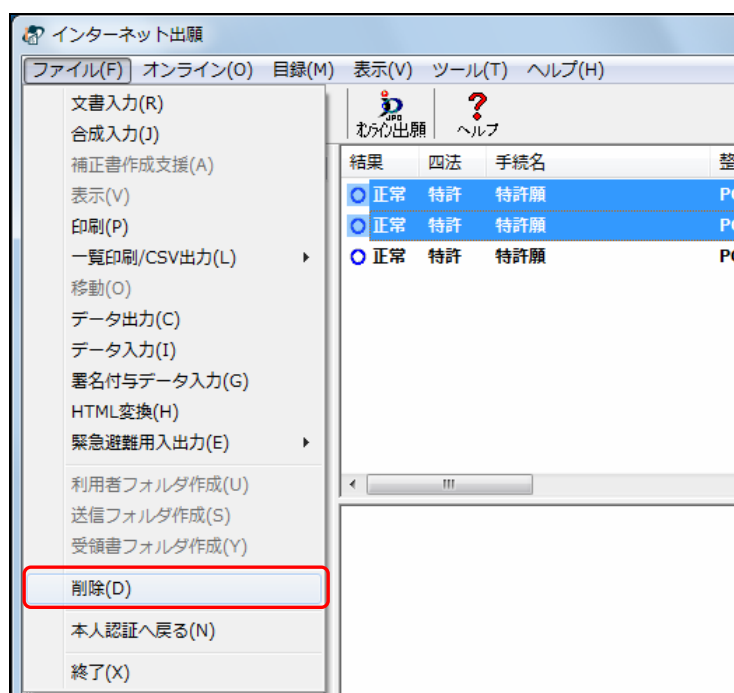 インターネット出願
ファイル(F) オンライン(O) 目録(M) 表示(V) ツール(T) ヘルプ(H)
文書入力(R)
合成入力(J)
補正書作成支援(A)
表示(V)
印刷(P)
一覧印刷/CSV出力(L)
移動(O)
データ出力(C)
データ入力(I)
署名付与データ入力(G)
HTML変換(H)
緊急避難用入出力(E)
利用者フォルダ作成(U)
送信フォルダ作成(S)
受領書フォルダ作成(Y)
削除(D)
本人認証へ戻る(N)
終了(X)
JPO
オンライン出願 ヘルプ
結果 四法 手続名 整
正常 特許 特許願 P
正常 特許 特許願 P
正常 特許 特許願 P